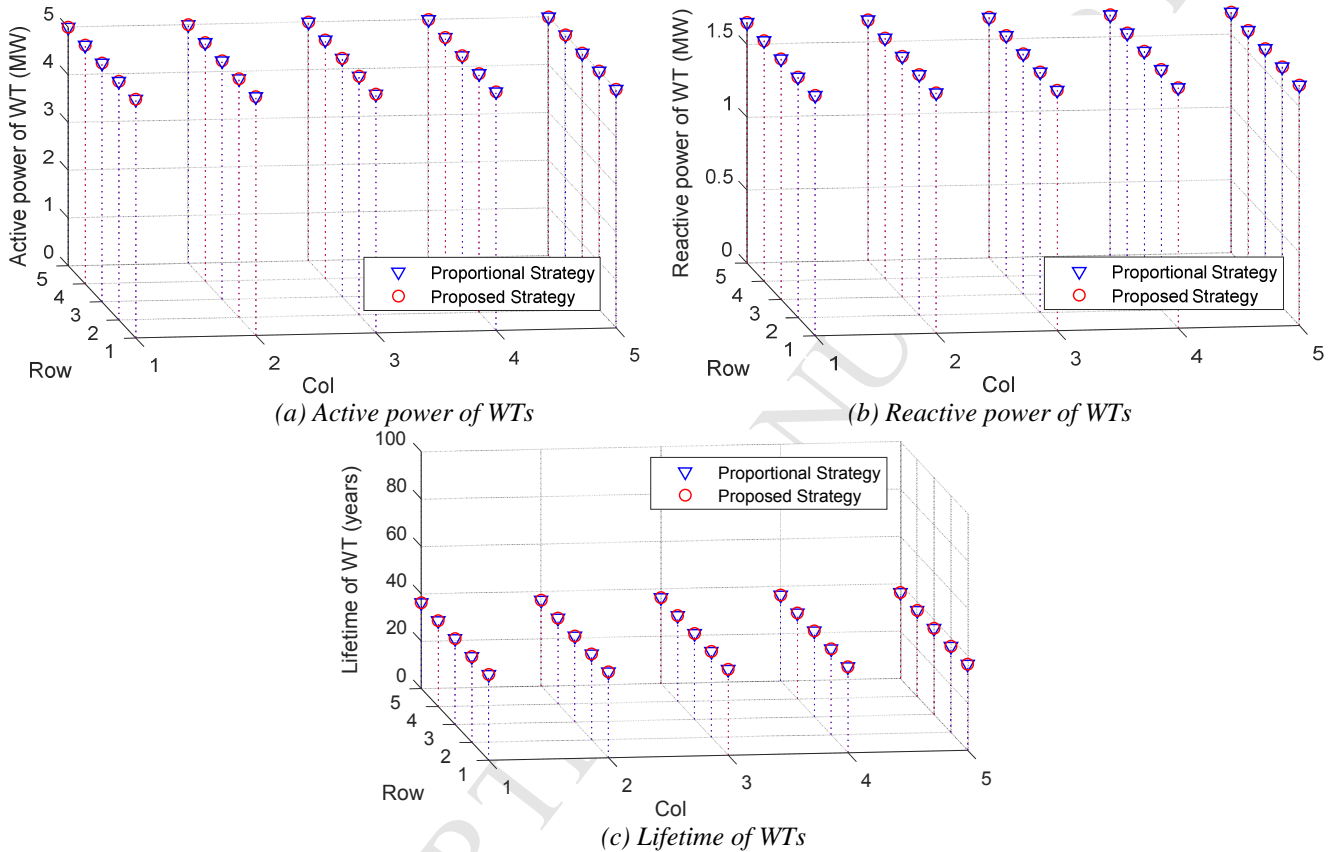 Active power of WT (MW)
5
4
3
2
1
0
5
4
3
2
1
Row
1
2
3
4
5
Col
Proportional Strategy
Proposed Strategy
(a) Active power of WTs
Reactive power of WT (MW)
1.5
1
0.5
0
5
4
3
2
1
Row
1
2
3
4
5
Col
Proportional Strategy
Proposed Strategy
(b) Reactive power of WTs
Lifetime of WT (years)
100
80
60
40
20
0
5
4
3
2
1
Row
1
2
3
4
5
Col
Proportional Strategy
Proposed Strategy
(c) Lifetime of WTs